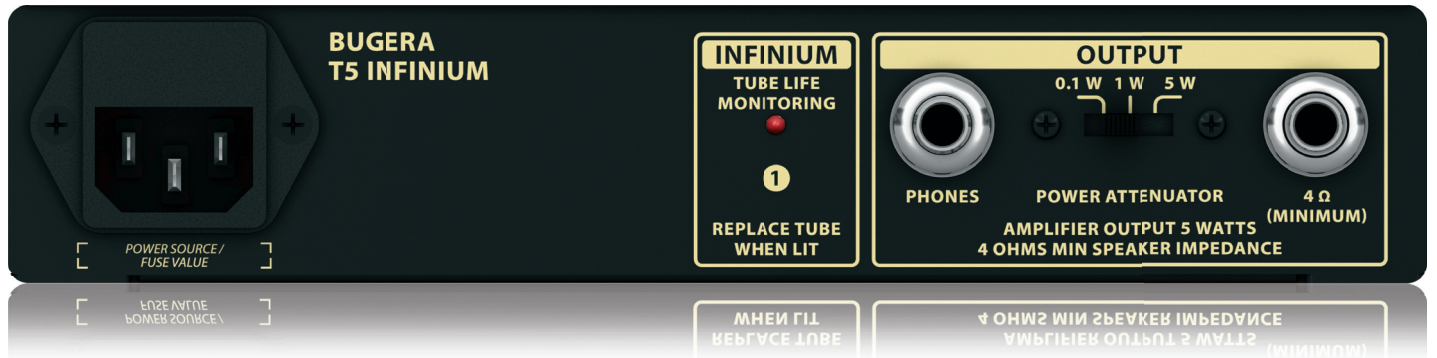 BUGERA
T5 INFINIUM
POWER SOURCE /
FUSE VALUE
INFINIUM
TUBE LIFE
MONITORING
1
REPLACE TUBE
WHEN LIT
OUTPUT
0.1 W 1 W 5 W
PHONES
POWER ATTENUATOR
4 Ω
(MINIMUM)
AMPLIFIER OUTPUT 5 WATTS
4 OHMS MIN SPEAKER IMPEDANCE